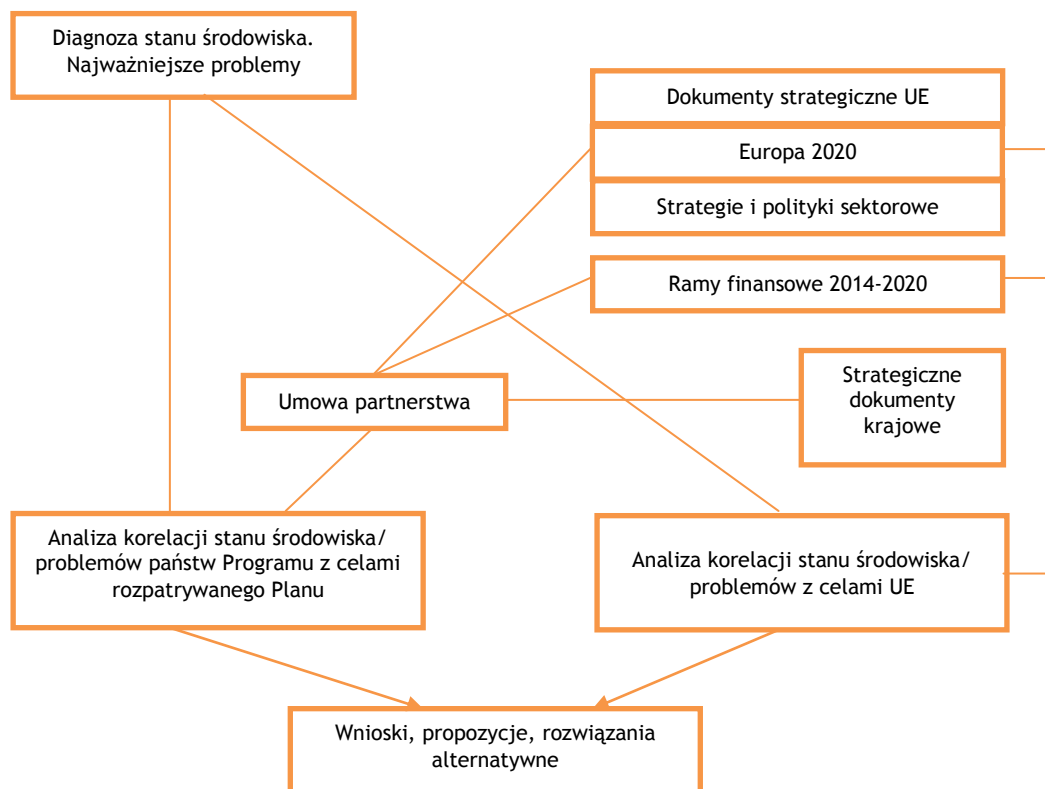 Diagnoza stanu środowiska.
Najważniejsze problemy
Dokumenty strategiczne UE
Europa 2020
Strategie i polityki sektorowe
Ramy finansowe 2014-2020
Strategiczne
dokumenty
krajowe
Umowa partnerstwa
Analiza korelacji stanu środowiska/
problemów państw Programu z celami
rozpatrywanego Planu
Analiza korelacji stanu środowiska/
problemów z celami UE
Wnioski, propozycje, rozwiązania
alternatywne